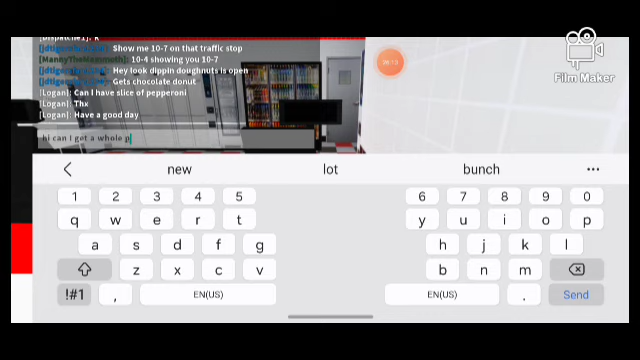 Show me 10-7 on that traffic stop
[MannyTheMammoth]: 10-4 showing you 10-7
Hey look dippin doughnuts is open
Gets chocolate donut
[Logan]: Can I have slice of pepperoni
[Logan]: Thx
[Logan]: Have a good day
hi can I get a whole p
Film Maker
new lot bunch ...
1 2 3 4 5 6 7 8 9 0
q w e r t y u i o p
a s d f g h j k l
z x c v b n m
!#1 , EN(US) EN(US) . Send